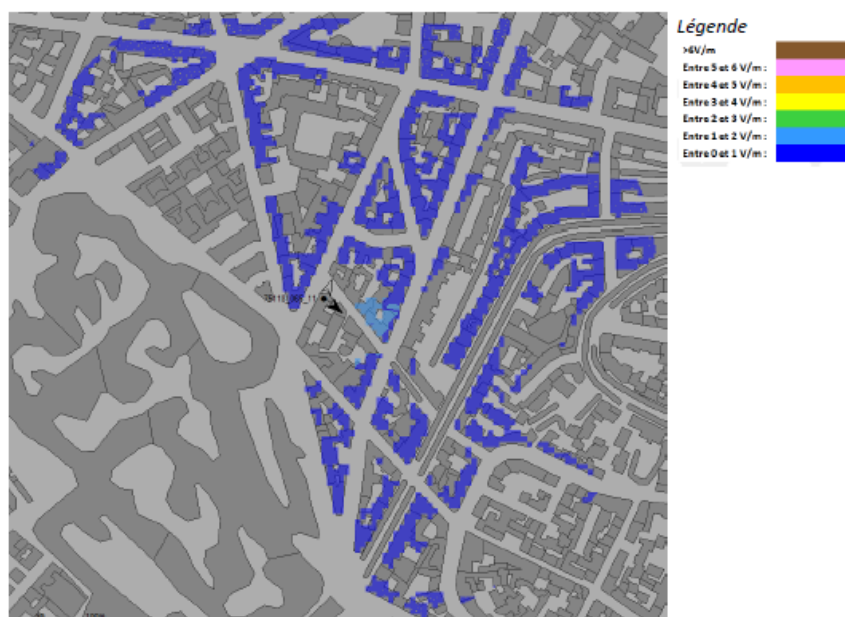 Légende
>6V/m
Entre 5 et 6 V/m :
Entre 4 et 5 V/m :
Entre 3 et 4 V/m :
Entre 2 et 3 V/m :
Entre 1 et 2 V/m :
Entre 0 et 1 V/m :